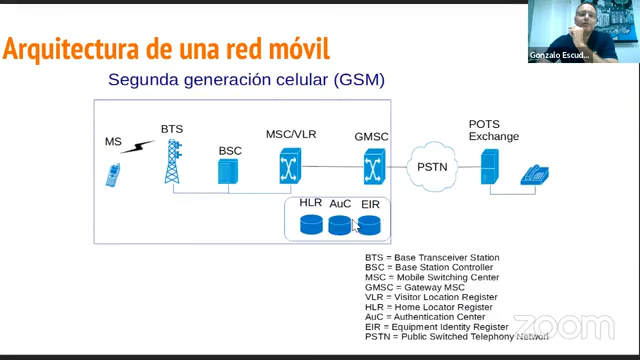 Arquitectura de una red móvil
Segunda generación celular (GSM)
Gonzalo Escud...
MS
BTS
BSC
MSC/VLR
GMSC
PSTN
POTS
Exchange
HLR
AuC
EIR
BTS = Base Transceiver Station
BSC = Base Station Controller
MSC = Mobile Switching Center
GMSC = Gateway MSC
VLR = Visitor Location Register
HLR = Home Locator Register
AuC = Authentication Center
EIR = Equipment Identity Register
PSTN = Public Switched Telephony Network
zoom